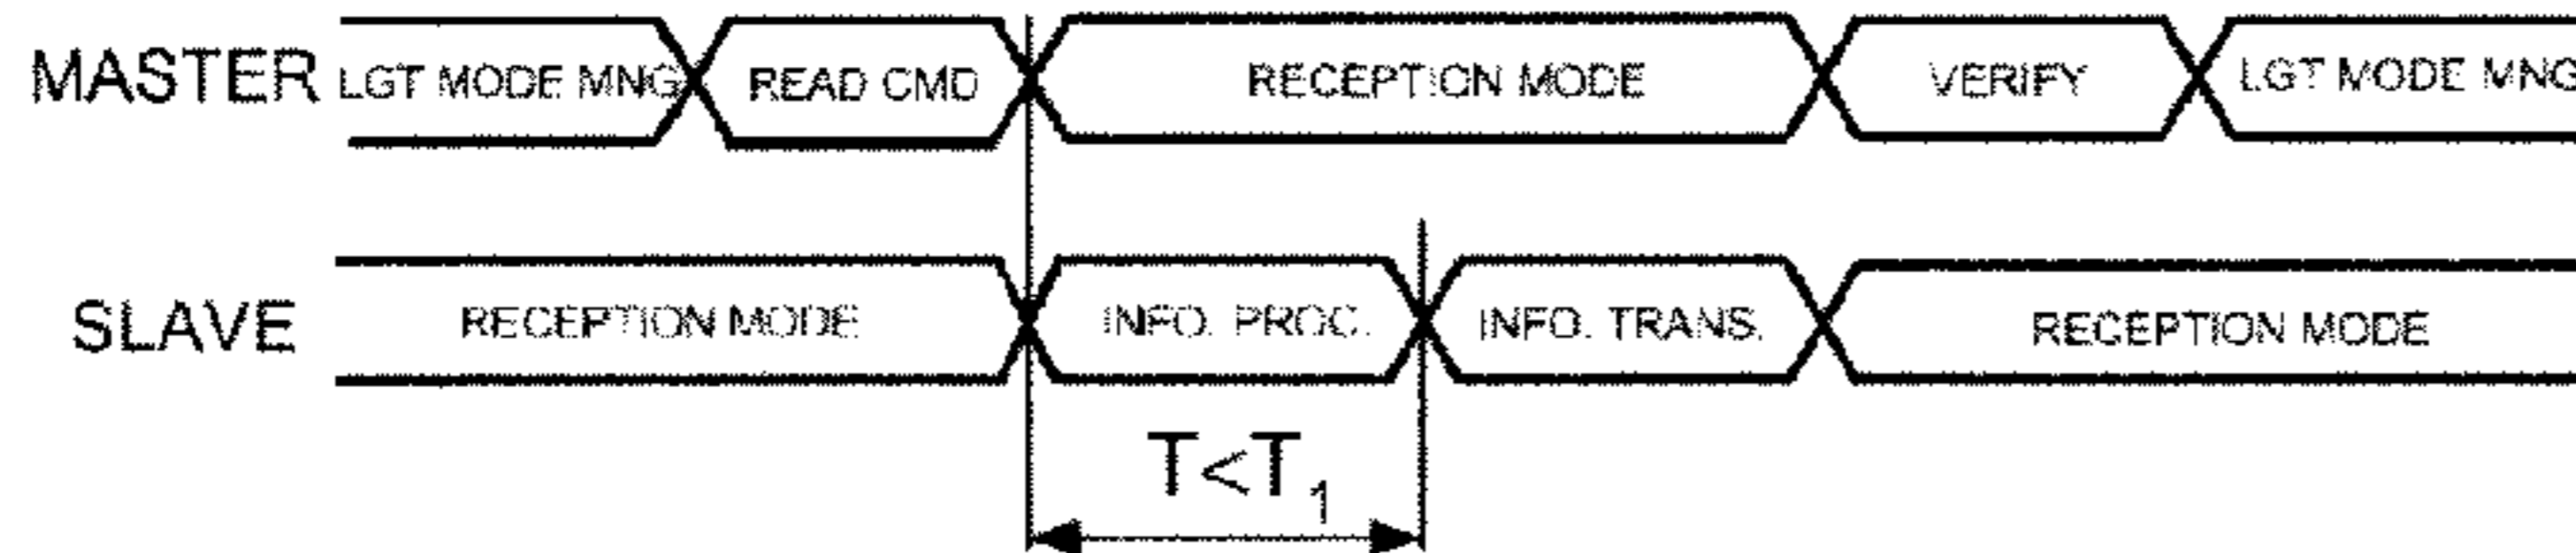 MASTER LGT MODE MNG READ CMD RECEPTION MODE VERIFY LGT MODE MNG
SLAVE RECEPTION MODE INFO. PROC. INFO. TRANS. RECEPTION MODE
T<T1